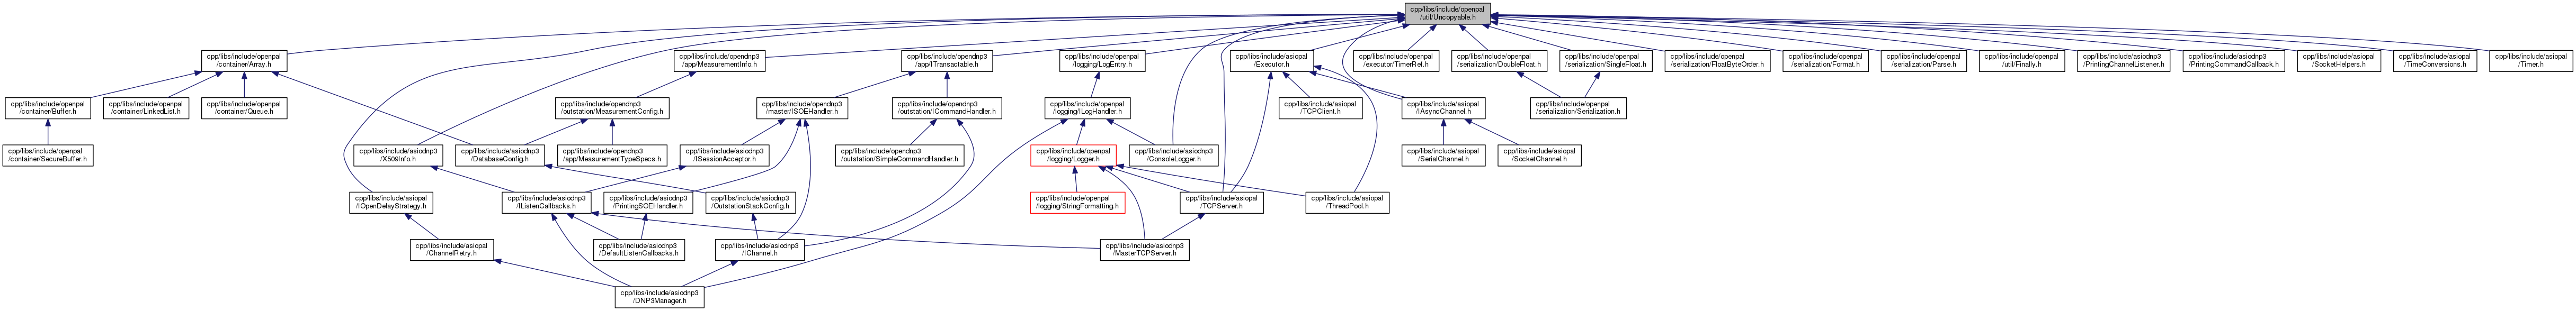 cpp/libs/include/openpal
/util/Uncopyable.h
cpp/libs/include/openpal
/container/Array.h
cpp/libs/include/opendnp3
/app/MeasurementInfo.h
cpp/libs/include/opendnp3
/app/ITransactable.h
cpp/libs/include/openpal
/logging/LogEntry.h
cpp/libs/include/asiopal
/Executor.h
cpp/libs/include/openpal
/executor/TimerRef.h
cpp/libs/include/openpal
/serialization/DoubleFloat.h
cpp/libs/include/openpal
/serialization/SingleFloat.h
cpp/libs/include/openpal
/serialization/FloatByteOrder.h
cpp/libs/include/openpal
/serialization/Format.h
cpp/libs/include/openpal
/serialization/Parse.h
cpp/libs/include/openpal
/util/Finally.h
cpp/libs/include/asiodnp3
/PrintingChannelListener.h
cpp/libs/include/asiodnp3
/PrintingCommandCallback.h
cpp/libs/include/asiopal
/SocketHelpers.h
cpp/libs/include/asiopal
/TimeConversions.h
cpp/libs/include/asiopal
/Timer.h
cpp/libs/include/openpal
/container/Buffer.h
cpp/libs/include/openpal
/container/LinkedList.h
cpp/libs/include/openpal
/container/Queue.h
cpp/libs/include/opendnp3
/outstation/MeasurementConfig.h
cpp/libs/include/opendnp3
/master/ISOEHandler.h
cpp/libs/include/opendnp3
/outstation/ICommandHandler.h
cpp/libs/include/openpal
/logging/ILogHandler.h
cpp/libs/include/asiopal
/TCPClient.h
cpp/libs/include/asiopal
/IAsyncChannel.h
cpp/libs/include/openpal
/serialization/Serialization.h
cpp/libs/include/openpal
/container/SecureBuffer.h
cpp/libs/include/asiodnp3
/X509Info.h
cpp/libs/include/asiodnp3
/DatabaseConfig.h
cpp/libs/include/opendnp3
/app/MeasurementTypeSpecs.h
cpp/libs/include/asiodnp3
/ISessionAcceptor.h
cpp/libs/include/opendnp3
/outstation/SimpleCommandHandler.h
cpp/libs/include/openpal
/logging/Logger.h
cpp/libs/include/asiodnp3
/ConsoleLogger.h
cpp/libs/include/asiopal
/SerialChannel.h
cpp/libs/include/asiopal
/SocketChannel.h
cpp/libs/include/asiopal
/IOpenDelayStrategy.h
cpp/libs/include/asiodnp3
/IListenCallbacks.h
cpp/libs/include/asiodnp3
/PrintingSOEHandler.h
cpp/libs/include/asiodnp3
/OutstationStackConfig.h
cpp/libs/include/openpal
/logging/StringFormatting.h
cpp/libs/include/asiopal
/TCPServer.h
cpp/libs/include/asiopal
/ThreadPool.h
cpp/libs/include/asiopal
/ChannelRetry.h
cpp/libs/include/asiodnp3
/DefaultListenCallbacks.h
cpp/libs/include/asiodnp3
/IChannel.h
cpp/libs/include/asiodnp3
/MasterTCPServer.h
cpp/libs/include/asiodnp3
/DNP3Manager.h